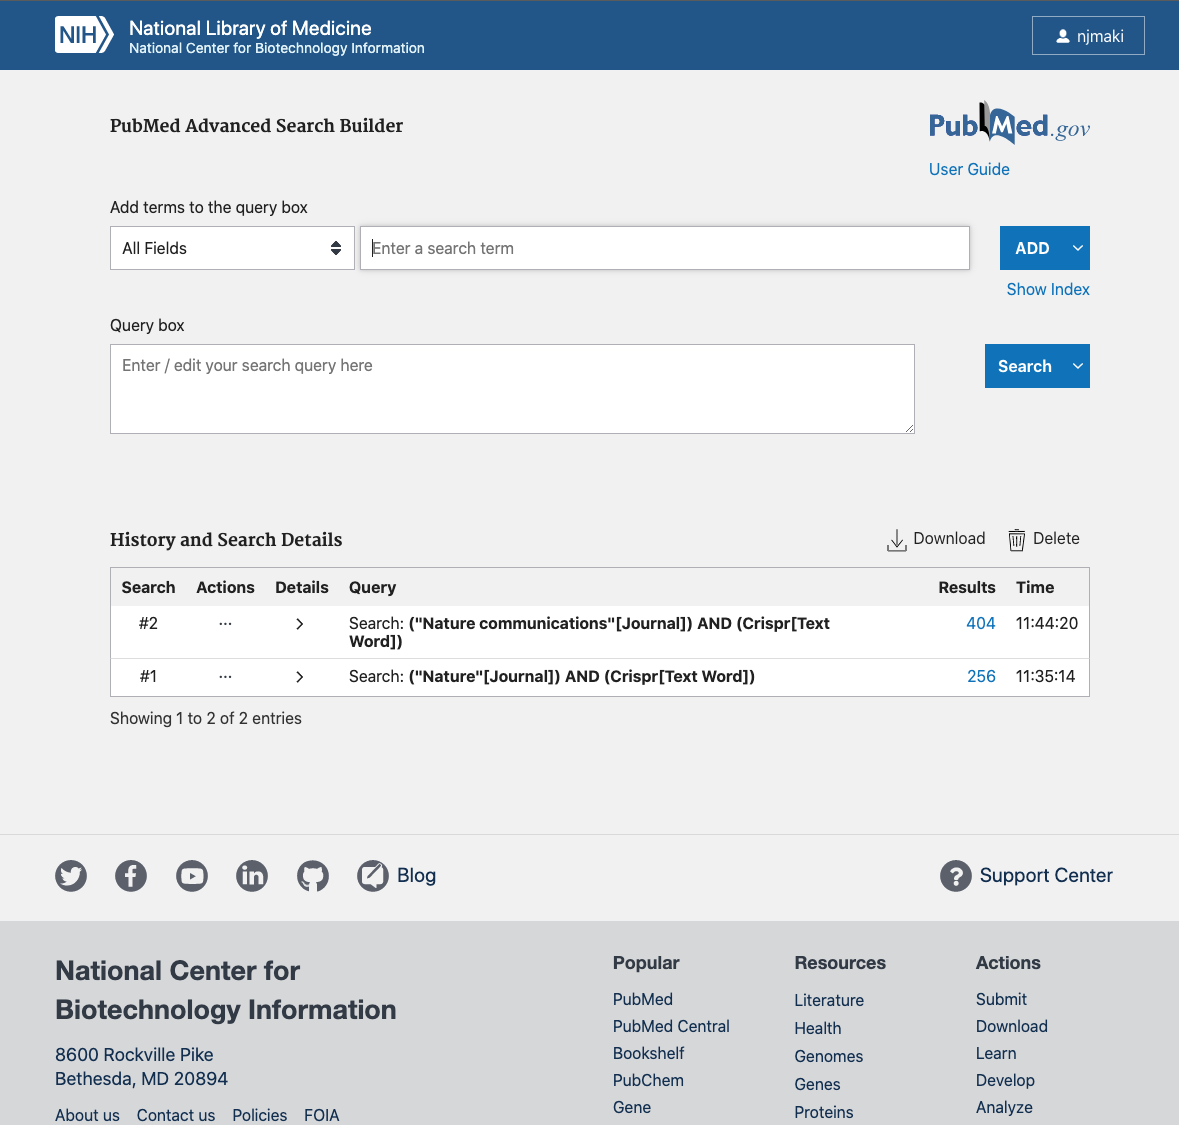 NIH
National Library of Medicine
National Center for Biotechnology Information
njmaki
PubMed Advanced Search Builder
PubMed.gov
User Guide
Add terms to the query box
All Fields
Enter a search term
ADD
Show Index
Query box
Enter / edit your search query here
Search
History and Search Details
Download
Delete
Search Actions Details Query Results Time
#2 ... Search: ("Nature communications"[Journal]) AND (Crispr[Text 404 11:44:20
Word])
#1 ... Search: ("Nature"[Journal]) AND (Crispr[Text Word]) 256 11:35:14
Showing 1 to 2 of 2 entries
Blog
Support Center
National Center for
Biotechnology Information
8600 Rockville Pike
Bethesda, MD 20894
About us Contact us Policies FOIA
Popular
PubMed
PubMed Central
Bookshelf
PubChem
Gene
Resources
Literature
Health
Genomes
Genes
Proteins
Actions
Submit
Download
Learn
Develop
Analyze